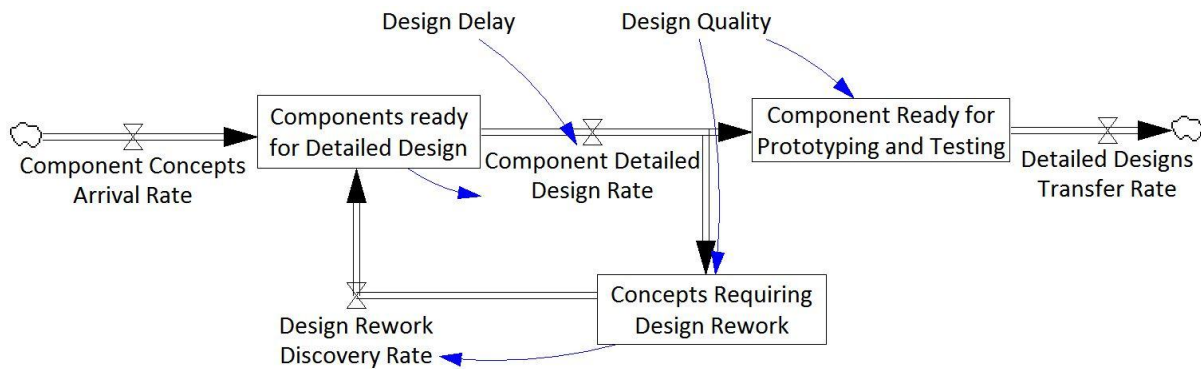 Design Delay
Design Quality
Components ready
for Detailed Design
Component Ready for
Prototyping and Testing
Component Concepts
Arrival Rate
Component Detailed
Design Rate
Detailed Designs
Transfer Rate
Concepts Requiring
Design Rework
Design Rework
Discovery Rate